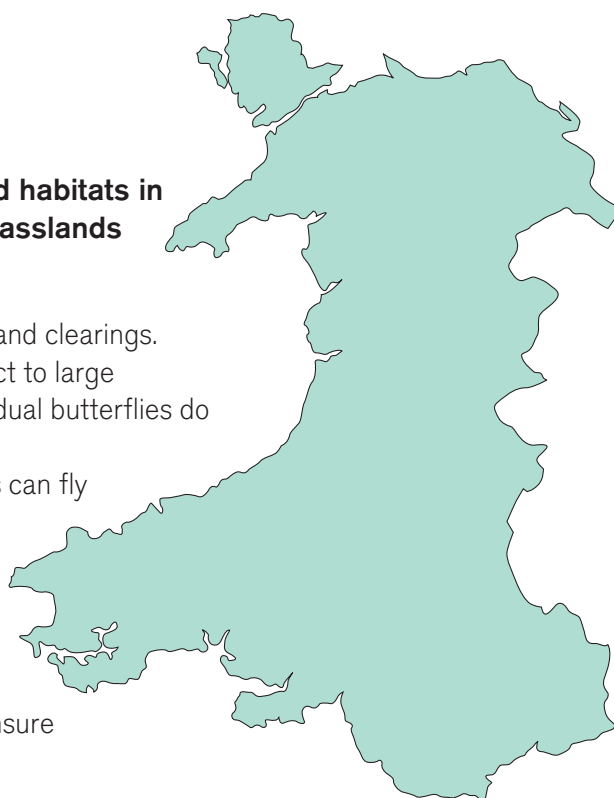 d habitats in
asslands
and clearings.
ct to large
dual butterflies do
can fly
sure